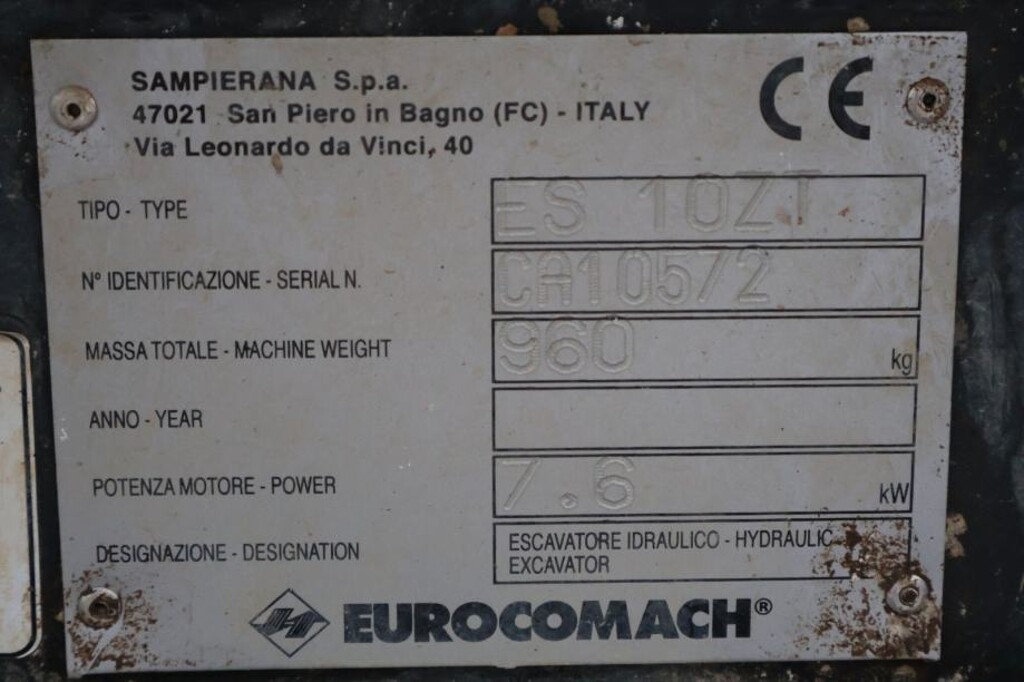 SAMPIERANA S.p.a.
47021 San Piero in Bagno (FC) - ITALY
Via Leonardo da Vinci, 40
CE
TIPO - TYPE ES 10ZT
N° IDENTIFICAZIONE - SERIAL N. CA10572
MASSA TOTALE - MACHINE WEIGHT 960 kg
ANNO - YEAR
POTENZA MOTORE - POWER 7.6 kW
DESIGNAZIONE - DESIGNATION ESCAVATORE IDRAULICO - HYDRAULIC
EXCAVATOR
EUROCOMACH®